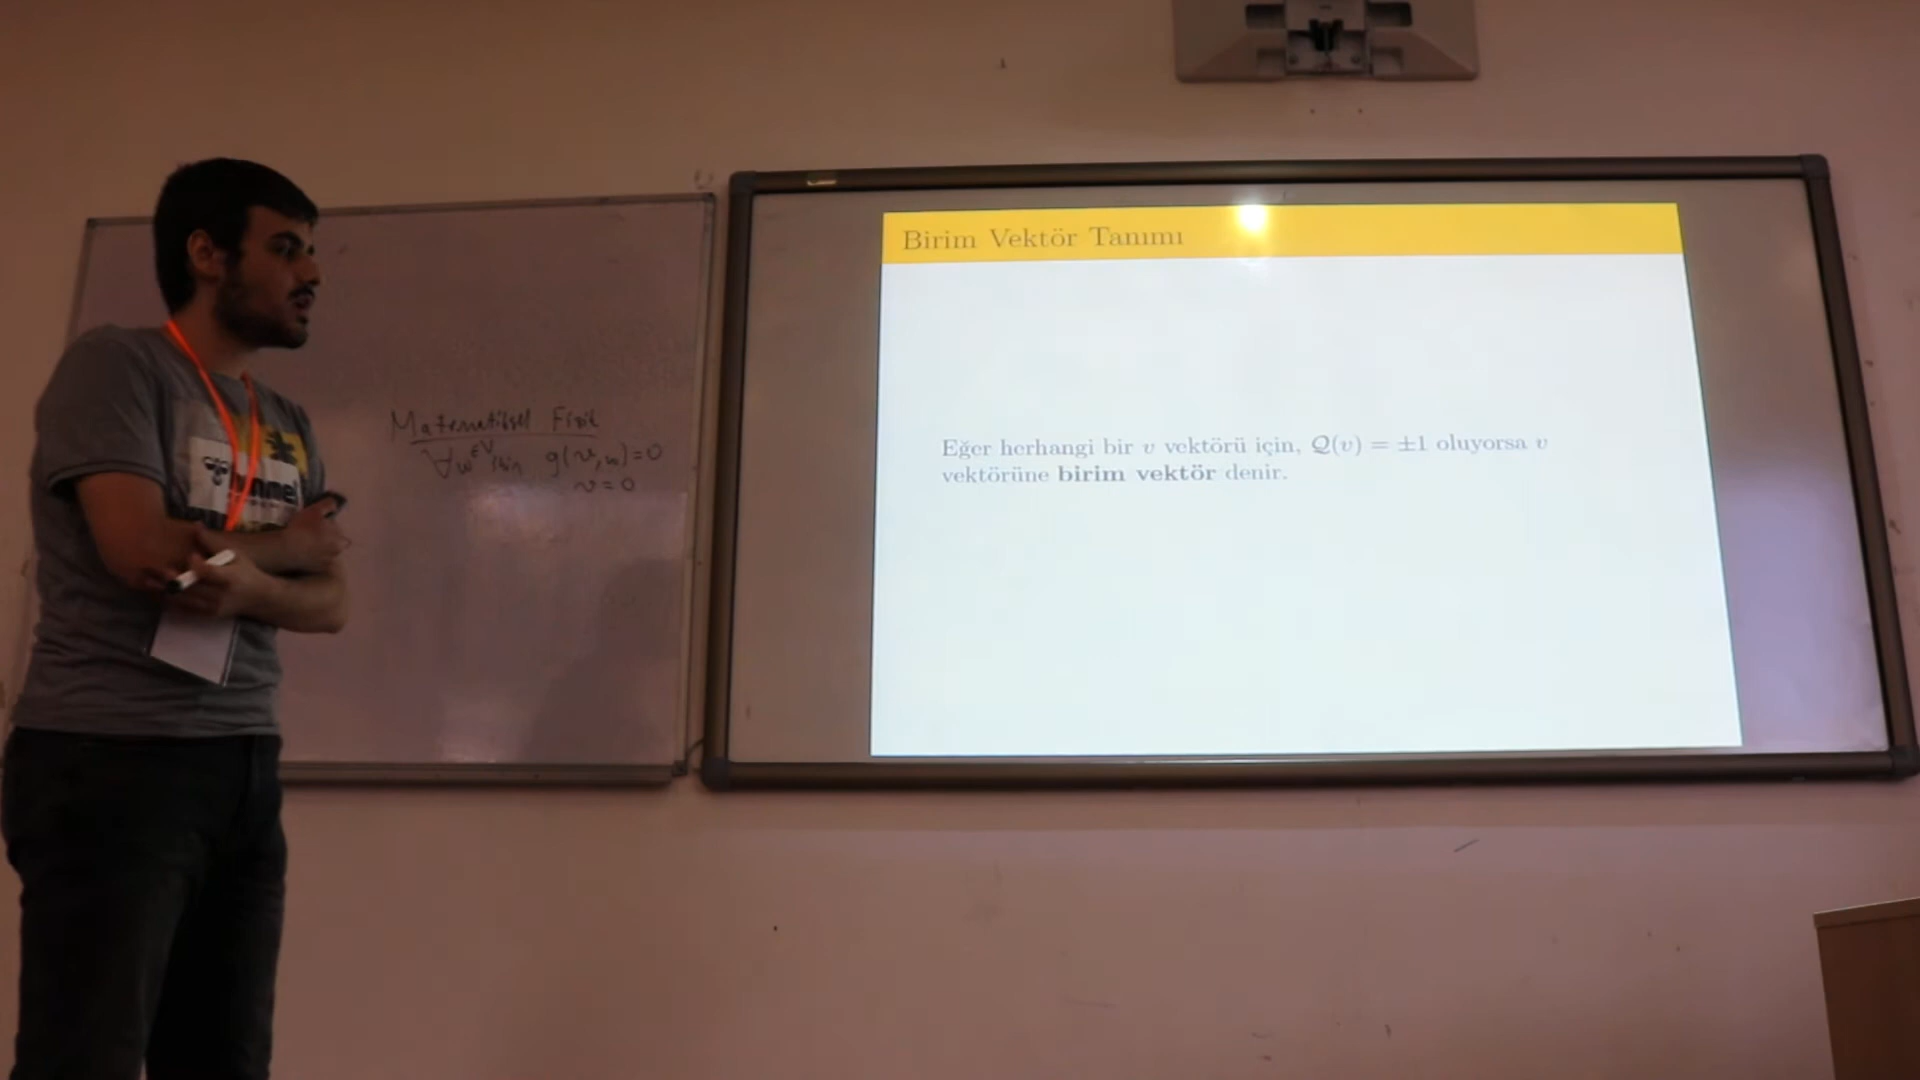 Birim Vektör Tanımı
Eğer herhangi bir v vektörü için, Q(v) = ±1 oluyorsa v
vektörüne birim vektör denir.
Matematiksel Fizik
∀w∈V için g(v,w)=0
v=0
hummel